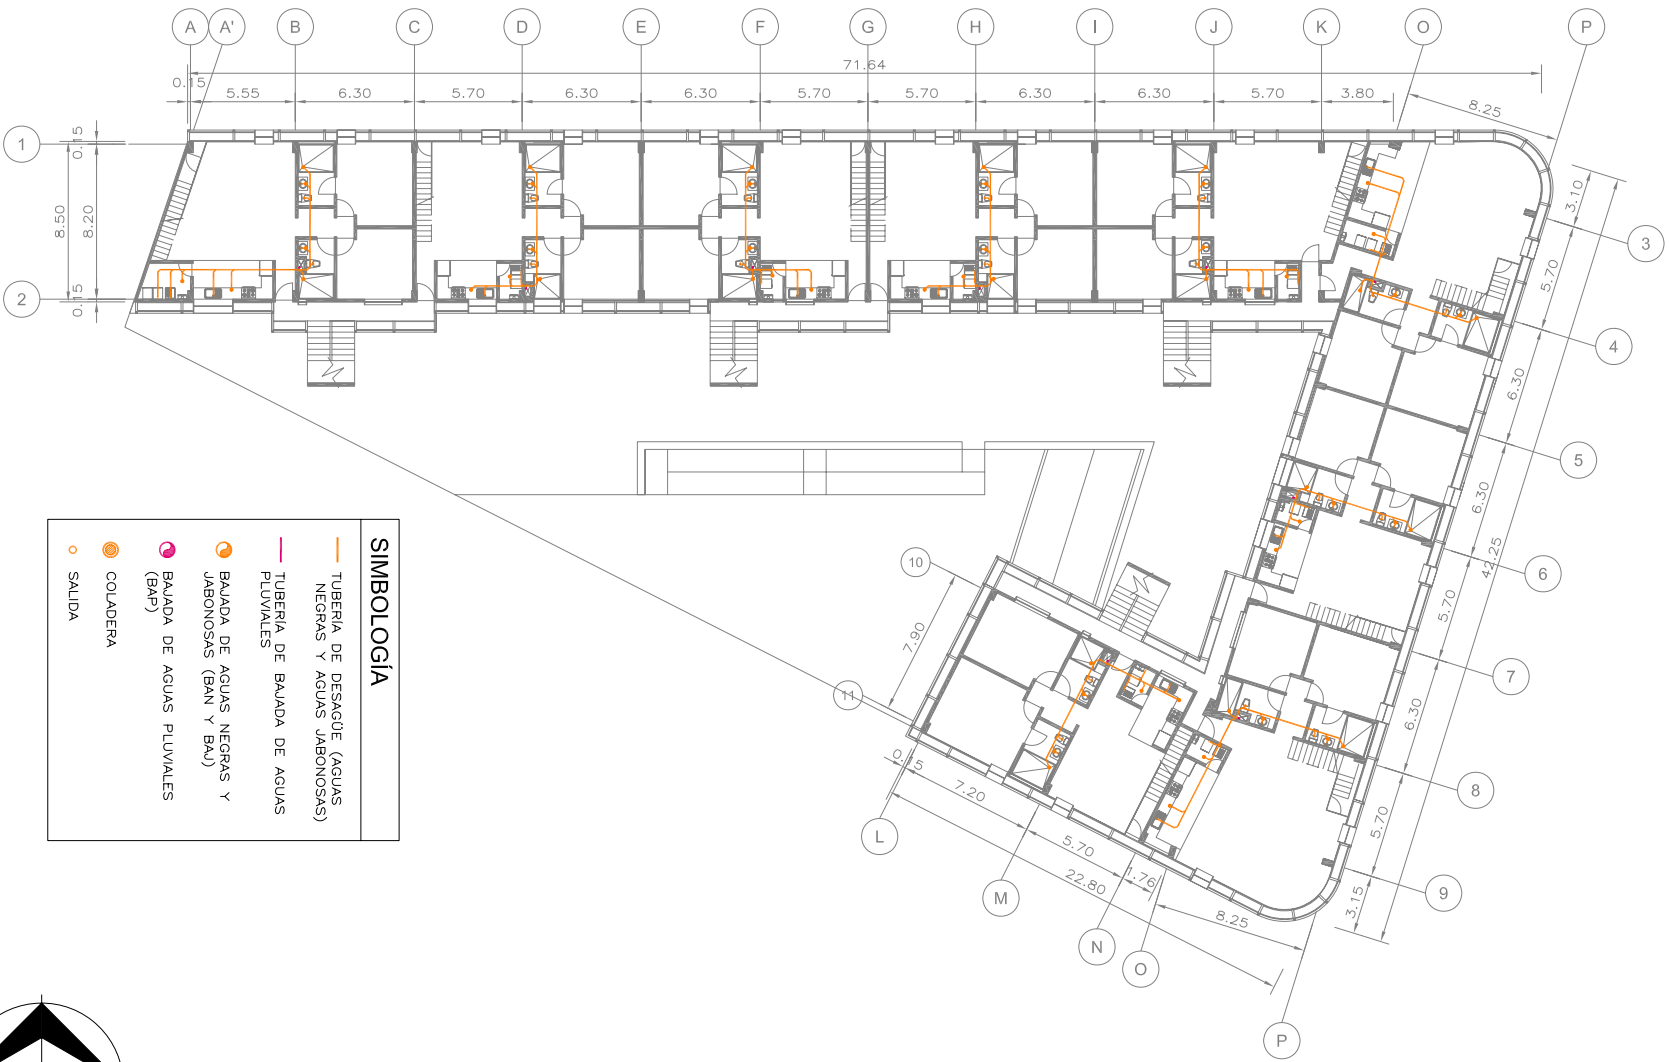 A A' B C D E F G H I J K O P
71.64
0.15 5.55 6.30 5.70 6.30 6.30 5.70 5.70 6.30 6.30 5.70 3.80 8.25
1
0.15
8.50 8.20
2
0.15
3.10
3
5.70
4
6.30
5
6.30
42.25
6
5.70
7
6.30
8
5.70
9
3.15
10
7.90
11
0.15
7.20
5.70
1.76
22.80
8.25
L
M
N
O
P
SIMBOLOGÍA
TUBERÍA DE DESAGÜE (AGUAS
NEGRAS Y AGUAS JABONOSAS)
TUBERÍA DE BAJADA DE AGUAS
PLUVIALES
BAJADA DE AGUAS NEGRAS Y
JABONOSAS (BAN Y BAJ)
BAJADA DE AGUAS PLUVIALES
(BAP)
COLADERA
SALIDA